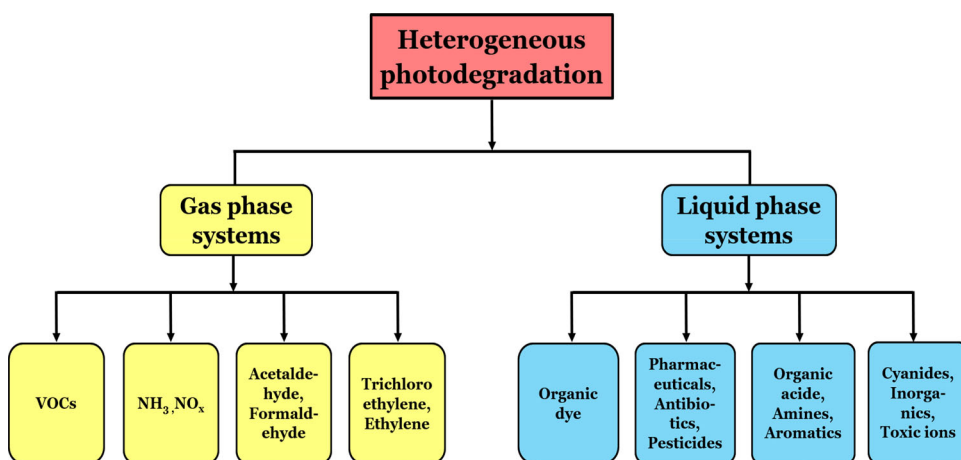 Heterogeneous
photodegradation
Gas phase
systems
Liquid phase
systems
VOCs
NH₃,NOₓ
Acetalde-
hyde,
Formald-
ehyde
Trichloro
ethylene,
Ethylene
Organic
dye
Pharmac-
euticals,
Antibio-
tics,
Pesticides
Organic
acide,
Amines,
Aromatics
Cyanides,
Inorga-
nics,
Toxic ions